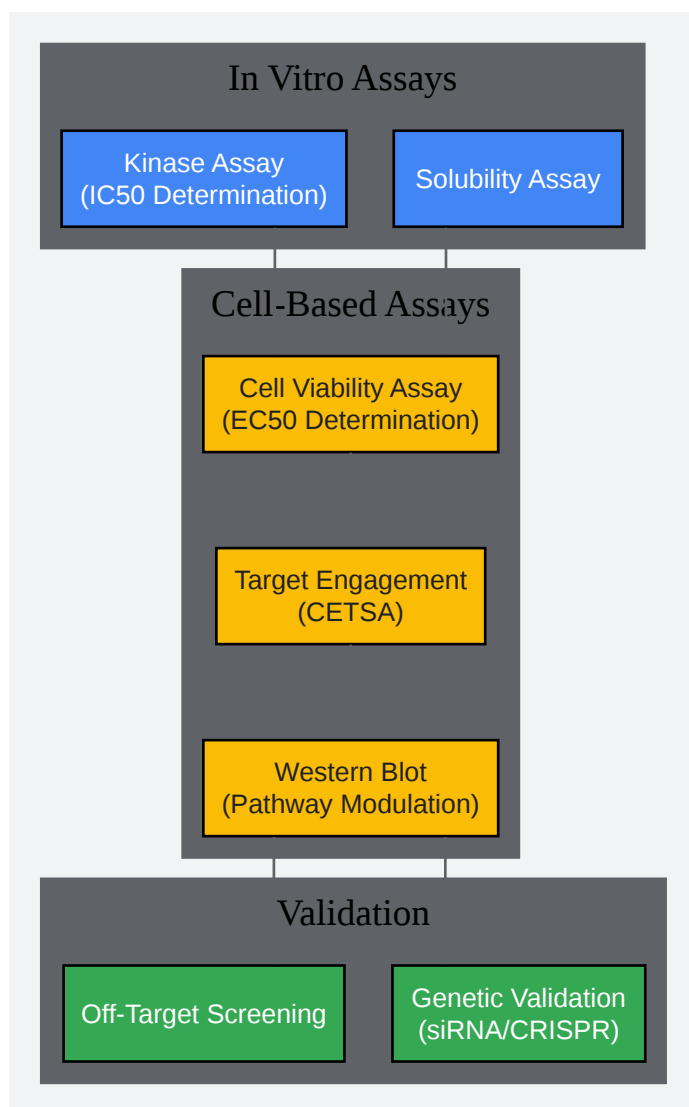 In Vitro Assays
Kinase Assay
(IC50 Determination)
Solubility Assay
Cell-Based Assays
Cell Viability Assay
(EC50 Determination)
Target Engagement
(CETSA)
Western Blot
(Pathway Modulation)
Validation
Off-Target Screening
Genetic Validation
(siRNA/CRISPR)